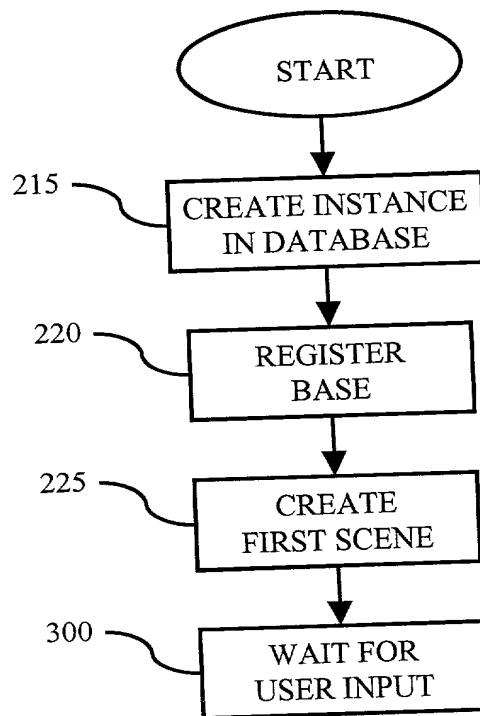 START
215
CREATE INSTANCE
IN DATABASE
220
REGISTER
BASE
225
CREATE
FIRST SCENE
300
WAIT FOR
USER INPUT